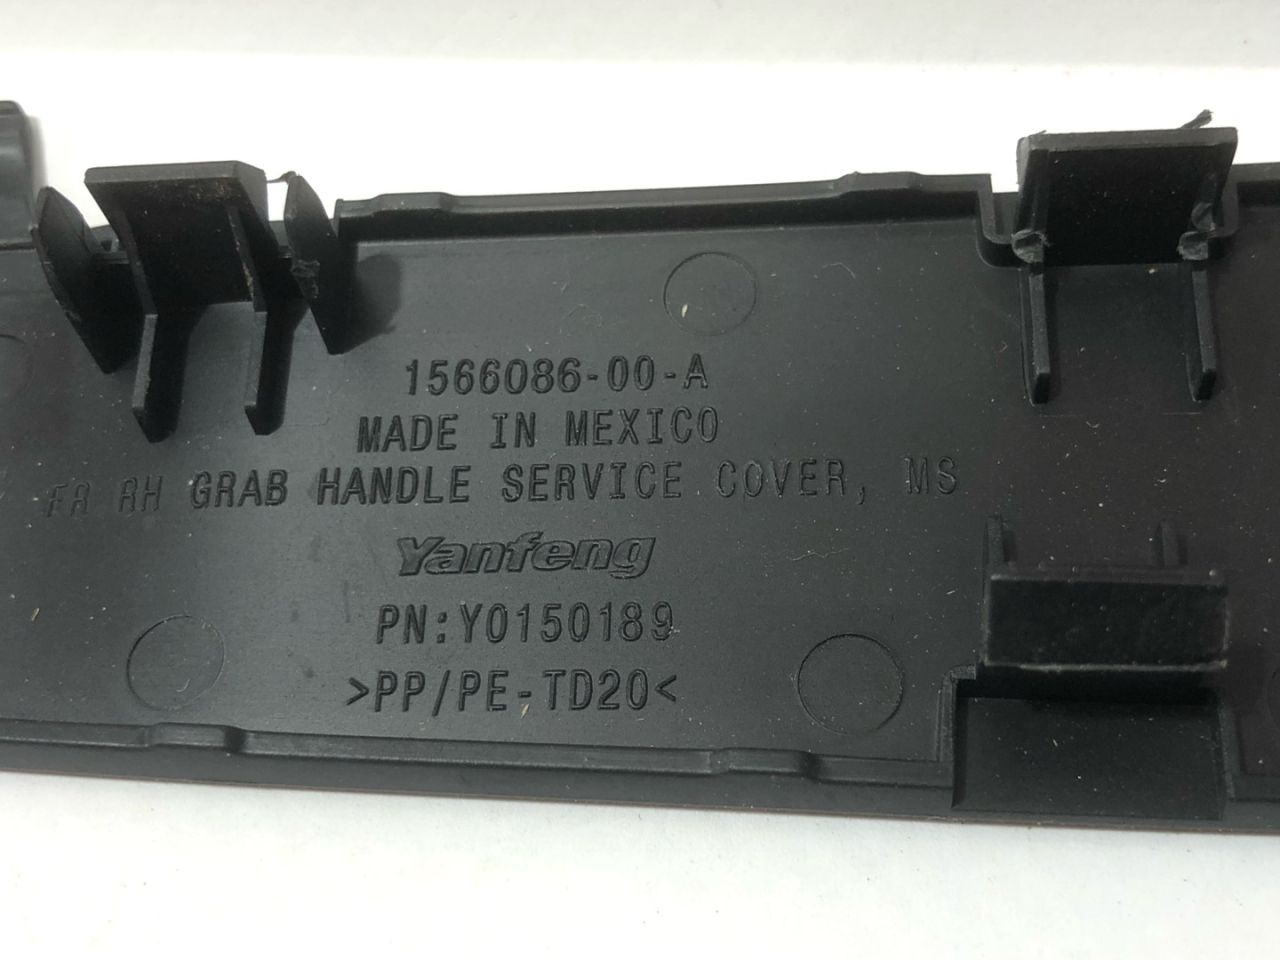 1566086-00-A
MADE IN MEXICO
FR RH GRAB HANDLE SERVICE COVER, MS
Yanfeng
PN:Y0150189
>PP/PE-TD20<